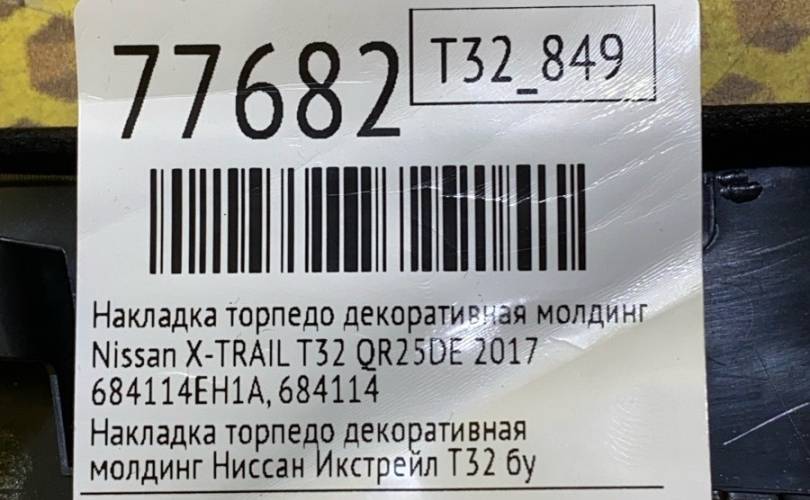 77682
T32_849
Накладка торпедо декоративная молдинг
Nissan X-TRAIL T32 QR25DE 2017
684114EH1A, 684114
Накладка торпедо декоративная
молдинг Ниссан Икстрейл Т32 бу